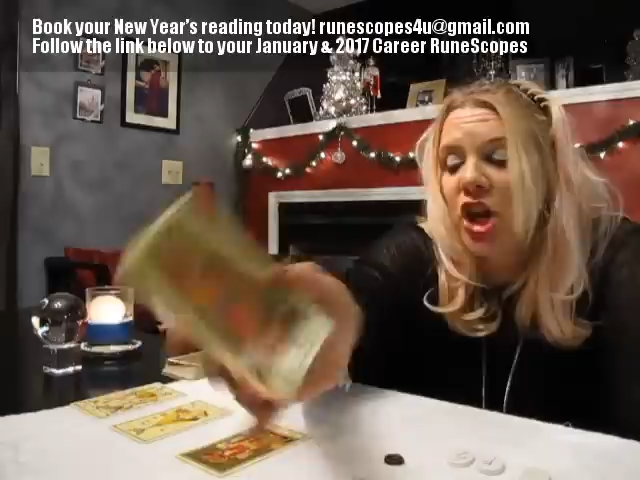 Book your New Year's reading today! runescopes4u@gmail.com
Follow the link below to your January & 2017 Career RuneScopes